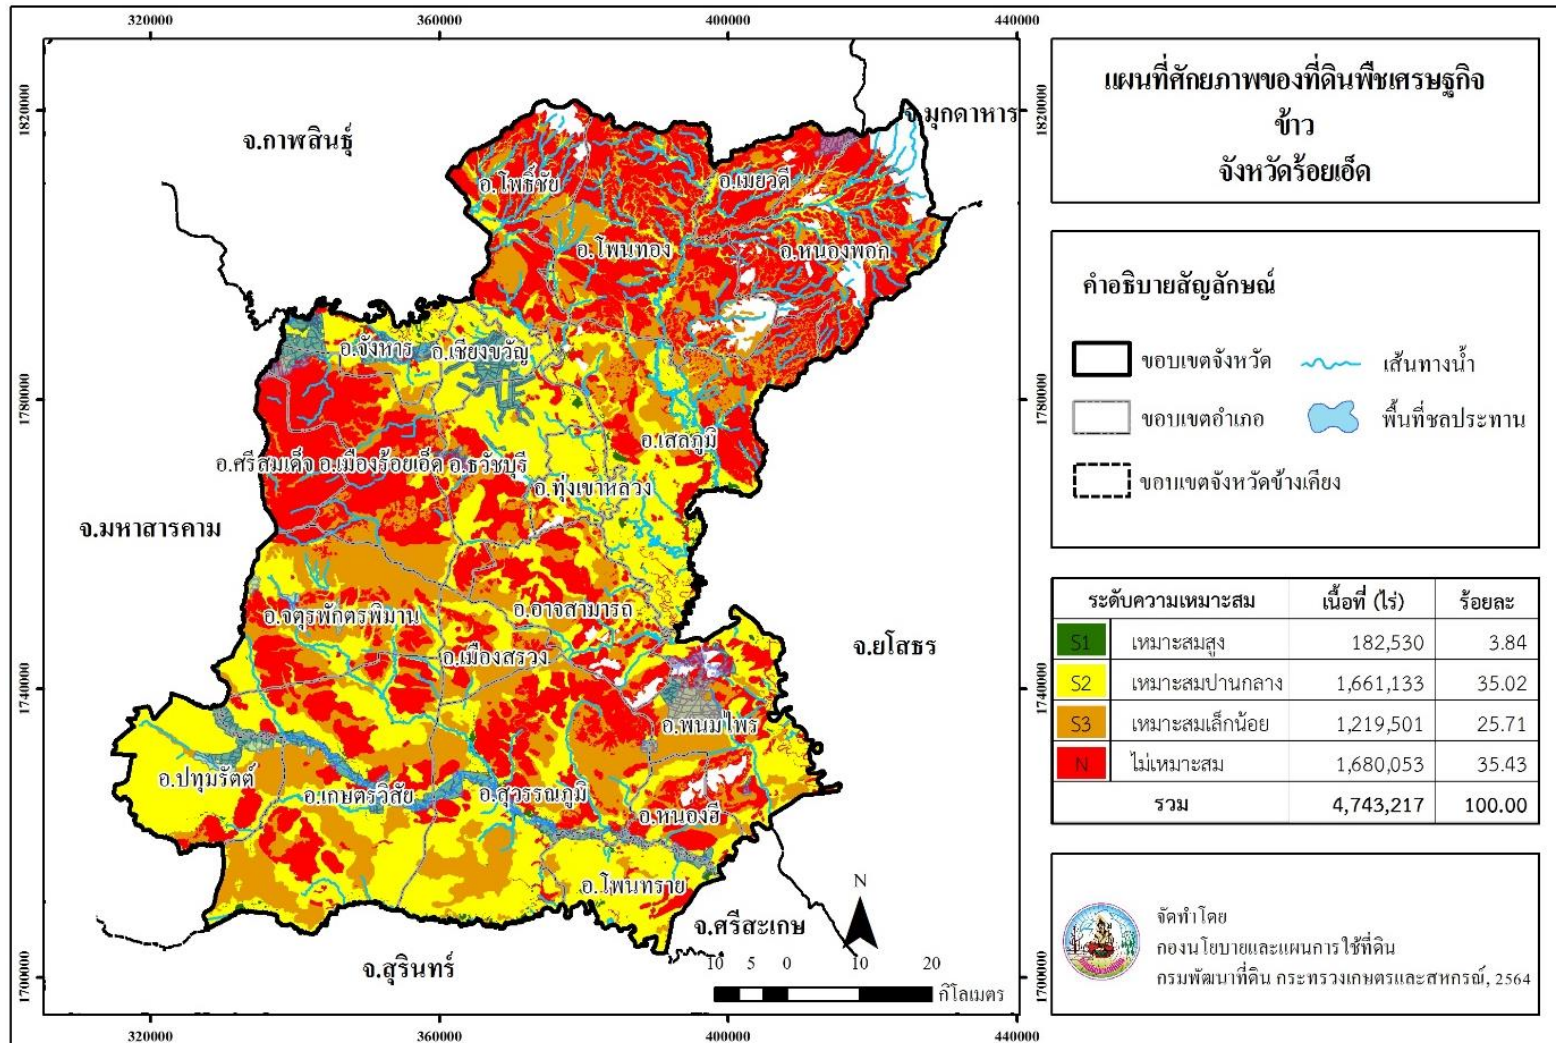 320000
360000
400000
440000
1820000
1780000
1740000
1700000
จ.กาฬสินธุ์
จ.มุกดาหาร
อ.โพธิ์ชัย
อ.เมยวดี
อ.โพนทอง
อ.หนองพอก
อ.จังหาร
อ.เชียงขวัญ
อ.เสลภูมิ
อ.ศรีสมเด็จ อ.เมืองร้อยเอ็ด อ.ธวัชบุรี
อ.ทุ่งเขาหลวง
จ.มหาสารคาม
อ.จตุรพักตรพิมาน
อ.อาจสามารถ
อ.เมืองสรวง
จ.ยโสธร
อ.พนมไพร
อ.ปทุมรัตต์
อ.เกษตรวิสัย
อ.สุวรรณภูมิ
อ.หนองฮี
อ.โพนทราย
จ.ศรีสะเกษ
จ.สุรินทร์
N
10 5 0 10 20
กิโลเมตร
1820000
1780000
1740000
1700000
320000
360000
400000
440000
แผนที่ศักยภาพของที่ดินพืชเศรษฐกิจ
ข้าว
จังหวัดร้อยเอ็ด
คำอธิบายสัญลักษณ์
ขอบเขตจังหวัด เส้นทางน้ำ
ขอบเขตอำเภอ พื้นที่ชลประทาน
ขอบเขตจังหวัดข้างเคียง
ระดับความเหมาะสม เนื้อที่ (ไร่) ร้อยละ
S1 เหมาะสมสูง 182,530 3.84
S2 เหมาะสมปานกลาง 1,661,133 35.02
S3 เหมาะสมเล็กน้อย 1,219,501 25.71
N ไม่เหมาะสม 1,680,053 35.43
รวม 4,743,217 100.00
จัดทำโดย
กองนโยบายและแผนการใช้ที่ดิน
กรมพัฒนาที่ดิน กระทรวงเกษตรและสหกรณ์, 2564